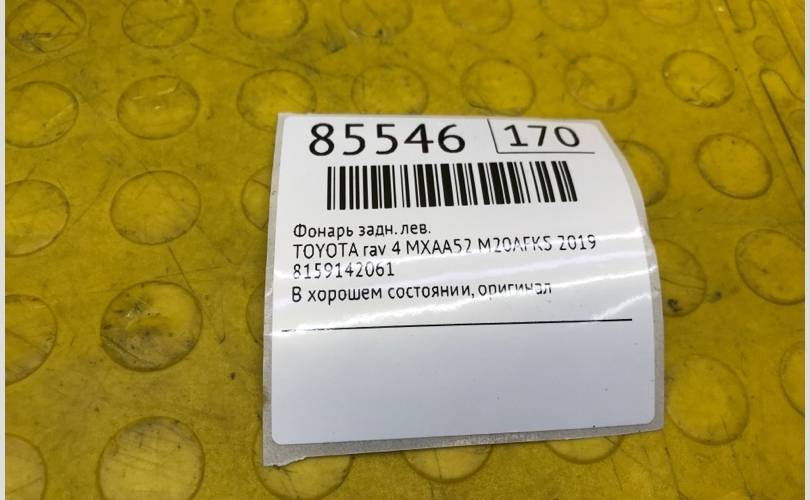 85546 170
Фонарь задн. лев.
TOYOTA rav 4 MXAA52 M20AFKS 2019
8159142061
В хорошем состоянии, оригинал